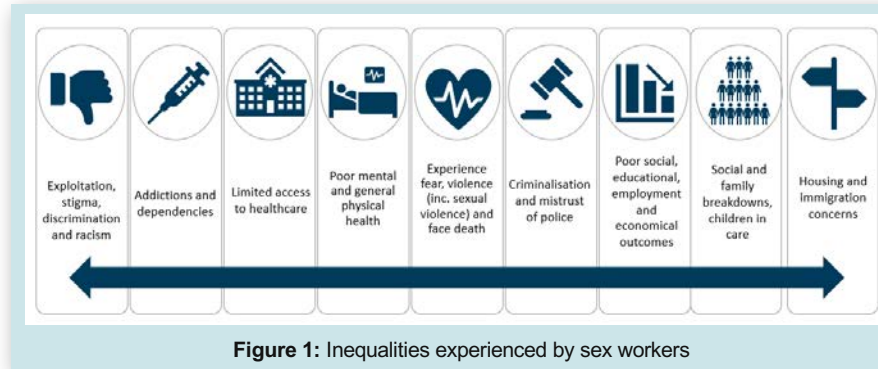 Exploitation,
stigma,
discrimination
and racism
Addictions and
dependencies
Limited access
to healthcare
Poor mental
and general
physical
health
Experience
fear, violence
(inc. sexual
violence) and
face death
Criminalisation
and mistrust
of police
Poor social,
educational,
employment
and
economical
outcomes
Social and
family
breakdowns,
children in
care
Housing and
Immigration
concerns
Figure 1: Inequalities experienced by sex workers